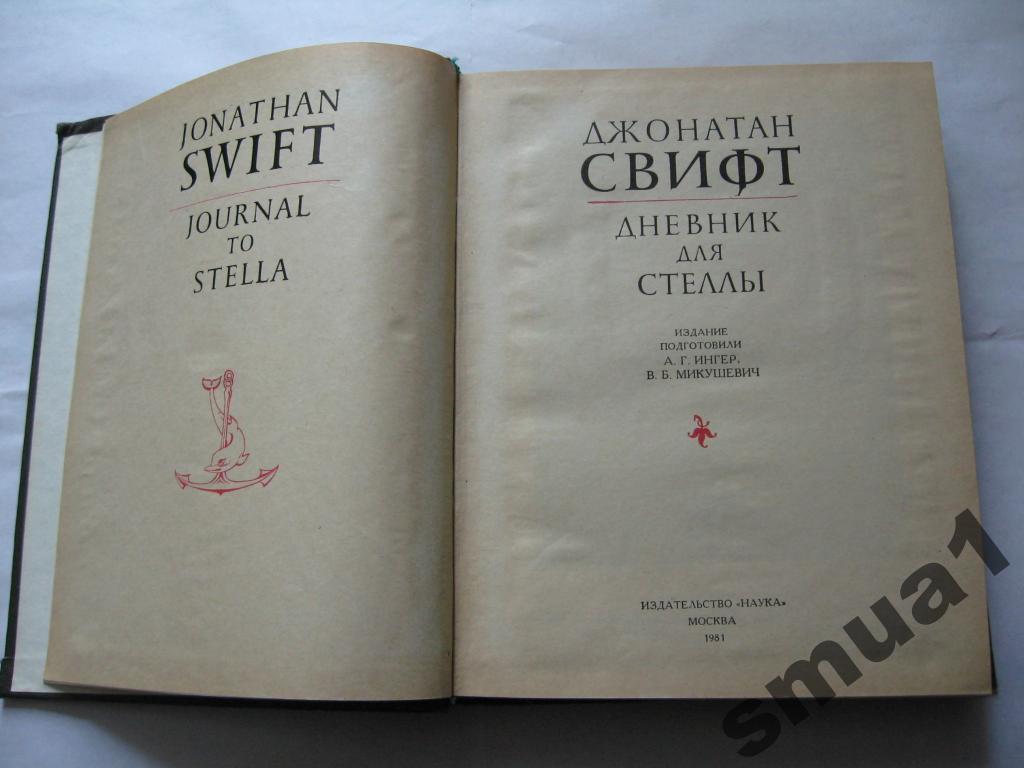 JONATHAN
SWIFT
JOURNAL
TO
STELLA
ДЖОНАТАН
СВИФТ
ДНЕВНИК
ДЛЯ
СТЕЛЛЫ
ИЗДАНИЕ
ПОДГОТОВИЛИ
А. Г. ИНГЕР,
В. Б. МИКУШЕВИЧ
ИЗДАТЕЛЬСТВО «НАУКА»
МОСКВА
1981
smua1